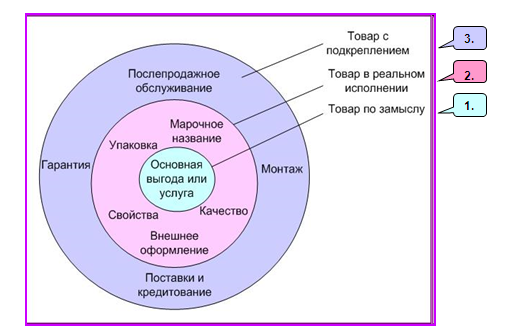 Товар с
подкреплением
3.
Товар в реальном
исполнении
2.
Товар по замыслу
1.
Послепродажное
обслуживание
Марочное
название
Упаковка
Гарантия
Основная
выгода или
услуга
Монтаж
Свойства
Качество
Внешнее
оформление
Поставки и
кредитование